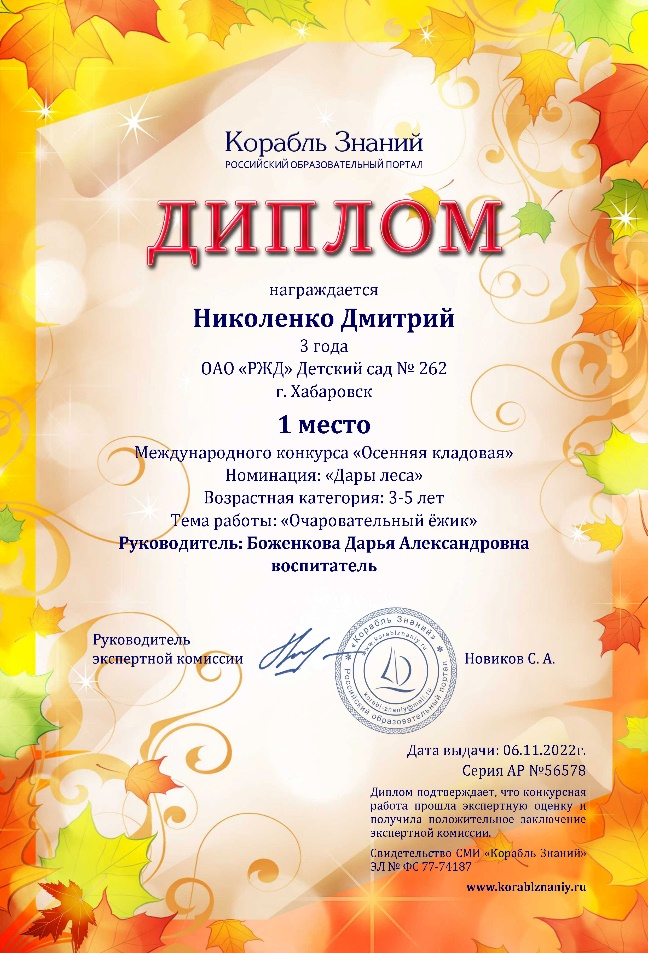 Корабль Знаний
РОССИЙСКИЙ ОБРАЗОВАТЕЛЬНЫЙ ПОРТАЛ
ДИПЛОМ
награждается
Николенко Дмитрий
3 года
ОАО «РЖД» Детский сад № 262
г. Хабаровск
1 место
Международного конкурса «Осенняя кладовая»
Номинация: «Дары леса»
Возрастная категория: 3-5 лет
Тема работы: «Очаровательный ёжик»
Руководитель: Боженкова Дарья Александровна
воспитатель
Руководитель
экспертной комиссии
«Корабль Знаний»
www.korablznaniy.ru
korabl-znaniy@mail.ru
Российский образовательный портал
Новиков С. А.
Дата выдачи: 06.11.2022г.
Серия АР №56578
Диплом подтверждает, что конкурсная
работа прошла экспертную оценку и
получила положительное заключение
экспертной комиссии.
Свидетельство СМИ «Корабль Знаний»
ЭЛ № ФС 77-74187
www.korablznaniy.ru